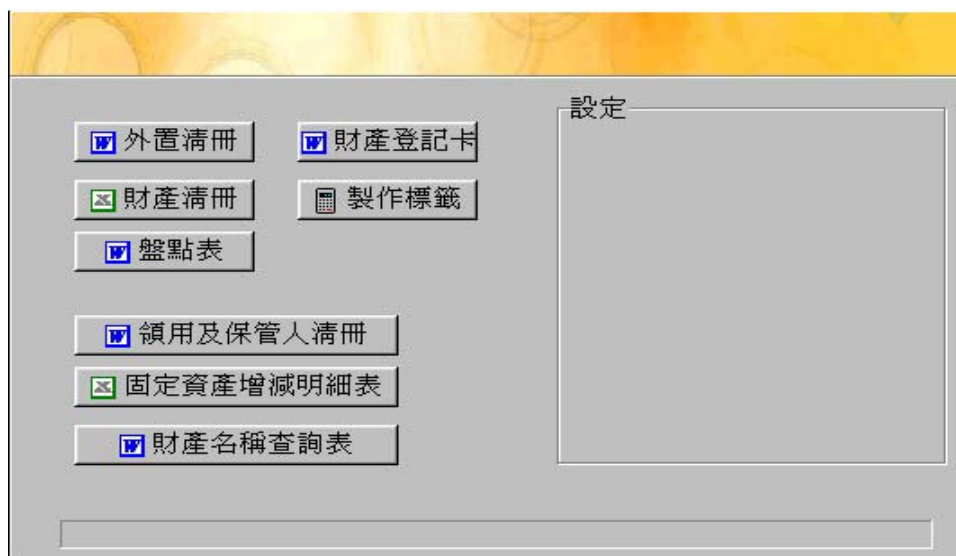 設定
外置清冊
財產登記卡
財產清冊
製作標籤
盤點表
領用及保管人清冊
固定資產增減明細表
財產名稱查詢表